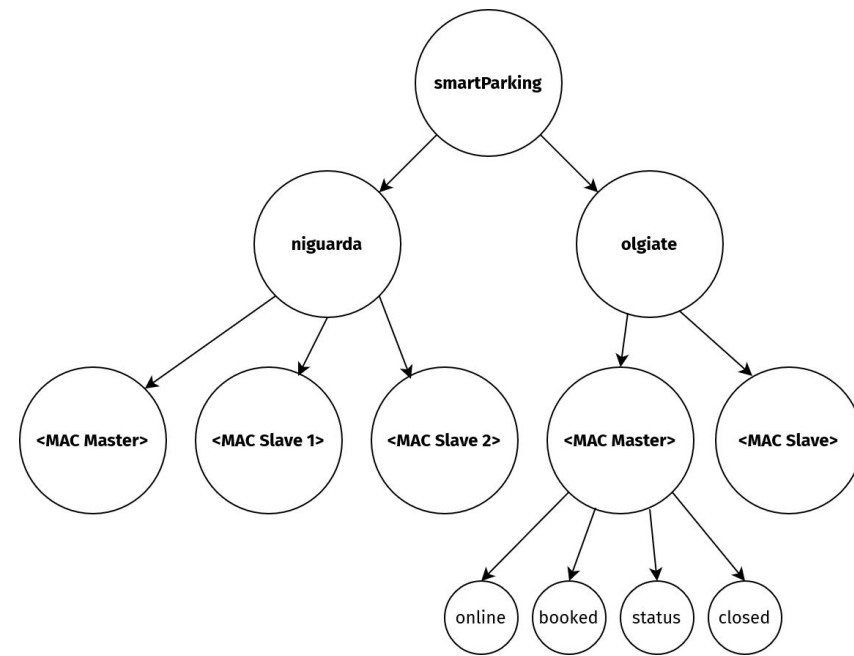 smartParking
niguarda
olgiate
<MAC Master>
<MAC Slave 1>
<MAC Slave 2>
<MAC Master>
<MAC Slave>
online
booked
status
closed